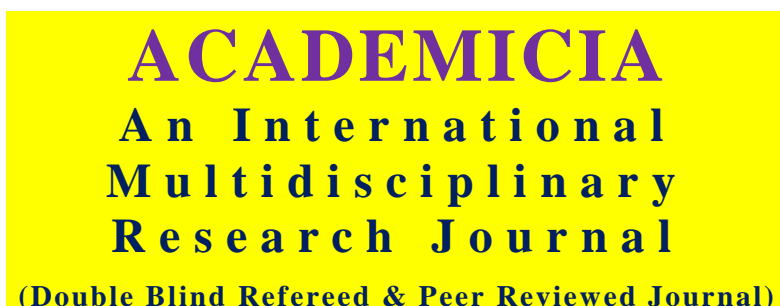 ACADEMICIA
An International
Multidisciplinary
Research Journal
(Double Blind Refereed & Peer Reviewed Journal)